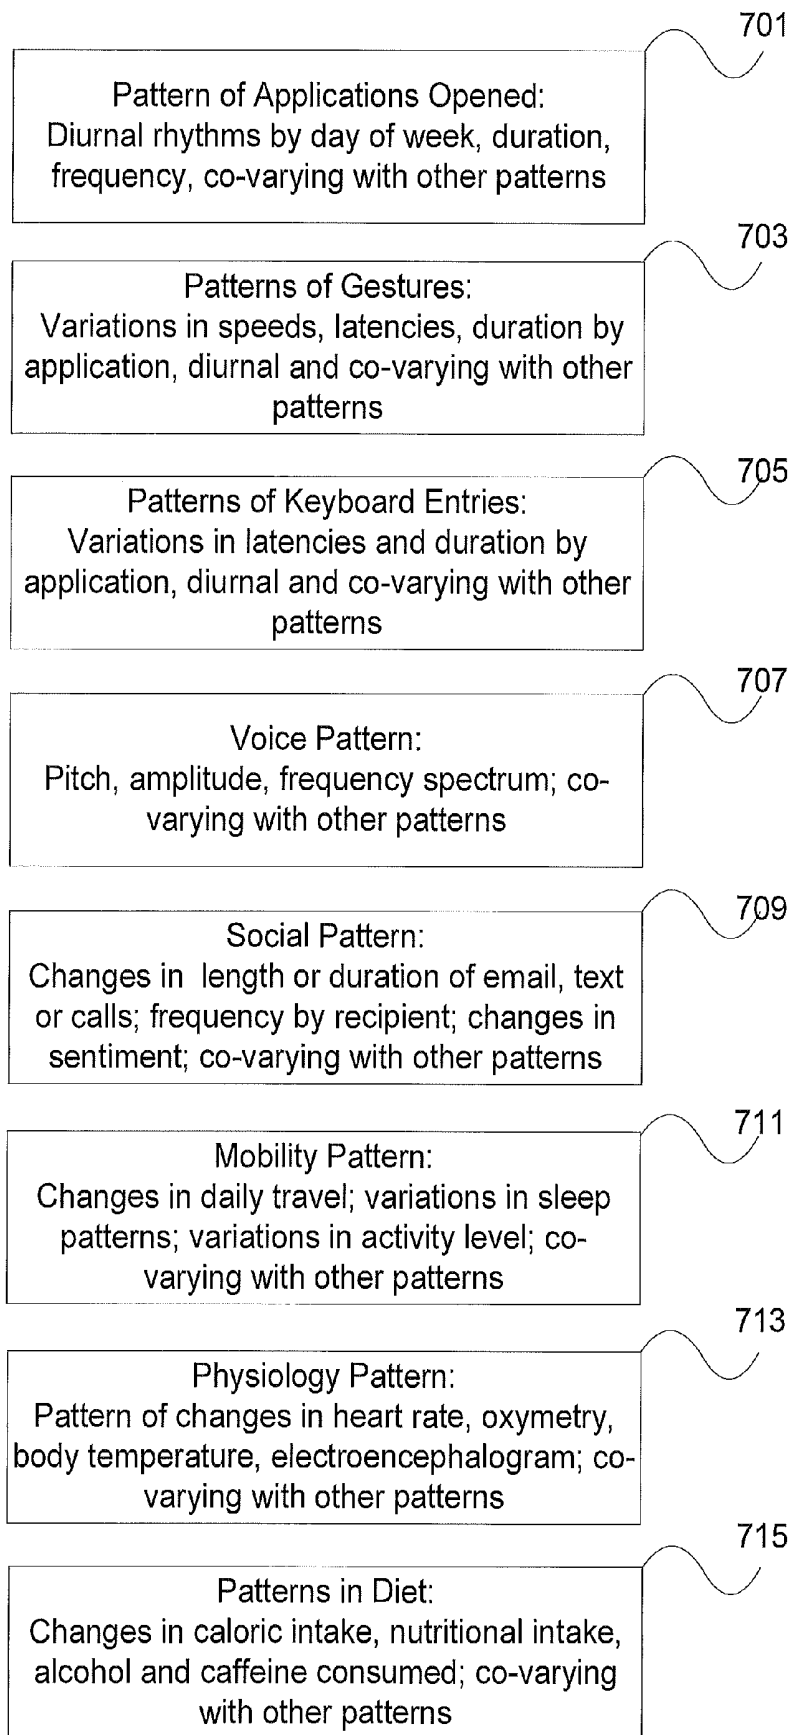 701
Pattern of Applications Opened:
Diurnal rhythms by day of week, duration,
frequency, co-varying with other patterns
703
Patterns of Gestures:
Variations in speeds, latencies, duration by
application, diurnal and co-varying with other
patterns
705
Patterns of Keyboard Entries:
Variations in latencies and duration by
application, diurnal and co-varying with other
patterns
707
Voice Pattern:
Pitch, amplitude, frequency spectrum; co-
varying with other patterns
709
Social Pattern:
Changes in length or duration of email, text
or calls; frequency by recipient; changes in
sentiment; co-varying with other patterns
711
Mobility Pattern:
Changes in daily travel; variations in sleep
patterns; variations in activity level; co-
varying with other patterns
713
Physiology Pattern:
Pattern of changes in heart rate, oxymetry,
body temperature, electroencephalogram; co-
varying with other patterns
715
Patterns in Diet:
Changes in caloric intake, nutritional intake,
alcohol and caffeine consumed; co-varying
with other patterns